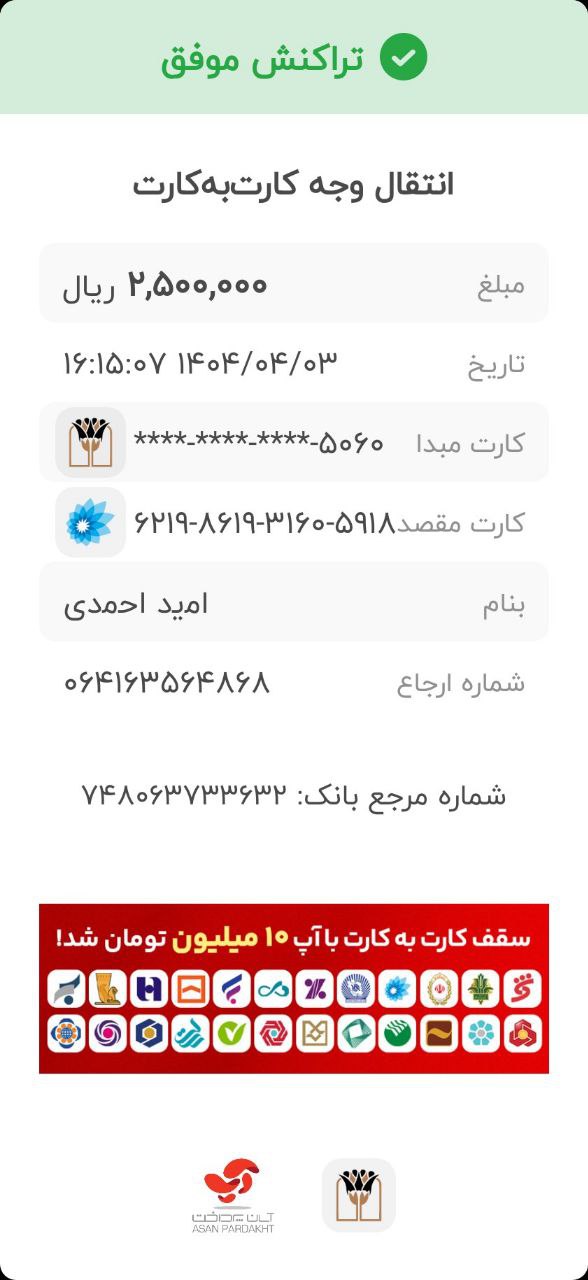 تراکنش موفق
انتقال وجه کارت‌به‌کارت
مبلغ ۲,۵۰۰,۰۰۰ ریال
تاریخ ۱۴۰۴/۰۴/۰۳ ۱۶:۱۵:۰۷
کارت مبدا ****-****-****-۵۰۶۰
کارت مقصد ۶۲۱۹-۸۶۱۹-۳۱۶۰-۵۹۱۸
بنام امید احمدی
شماره ارجاع ۰۶۴۱۶۳۵۶۴۸۶۸
شماره مرجع بانک: ۷۴۸۰۶۳۷۳۳۶۳۲
سقف کارت به کارت با آپ ۱۰ میلیون تومان شد!
آسان پرداخت
ASAN PARDAKHT